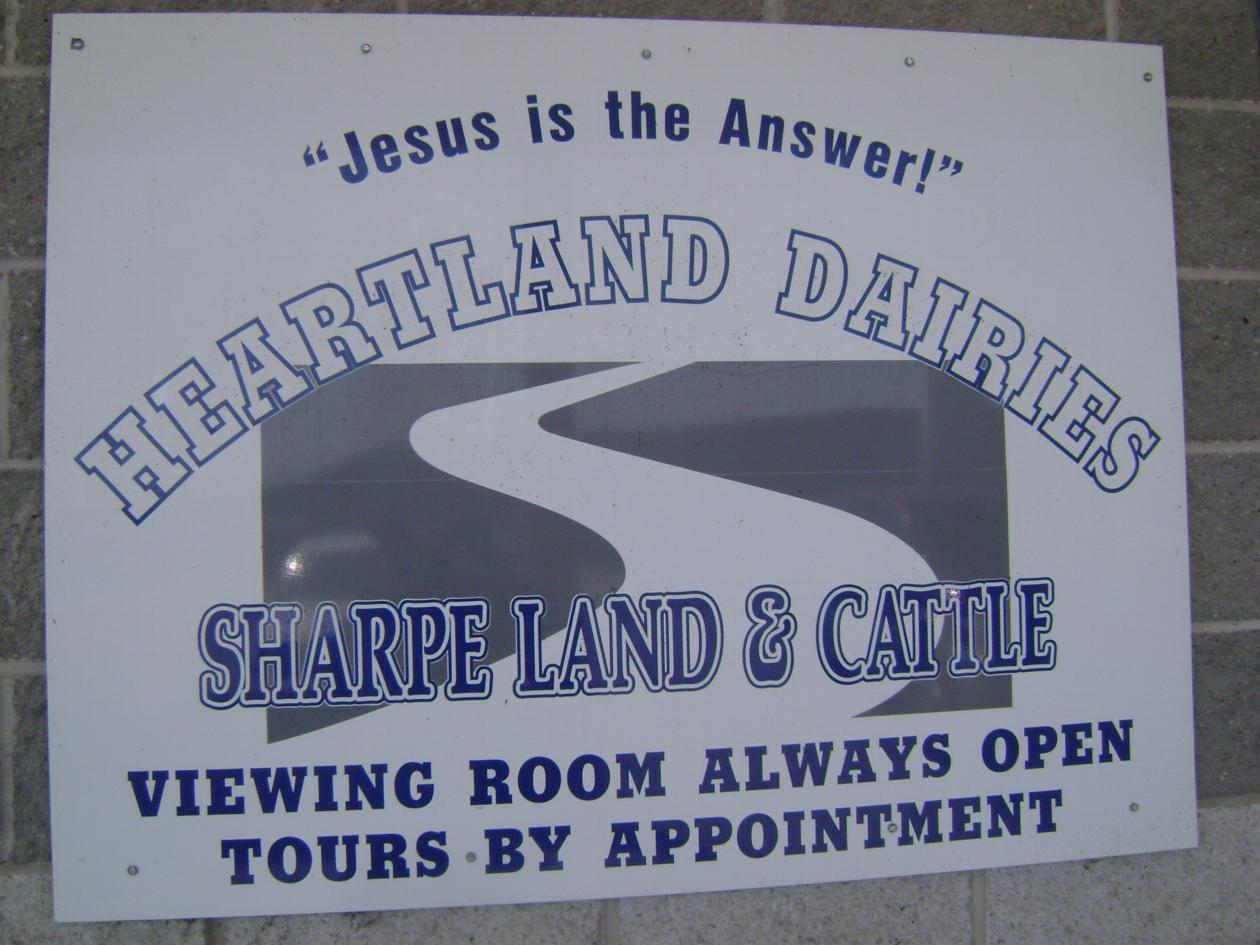 “Jesus is the Answer!”
HEARTLAND DAIRIES
SHARPE LAND & CATTLE
VIEWING ROOM ALWAYS OPEN
TOURS BY APPOINTMENT